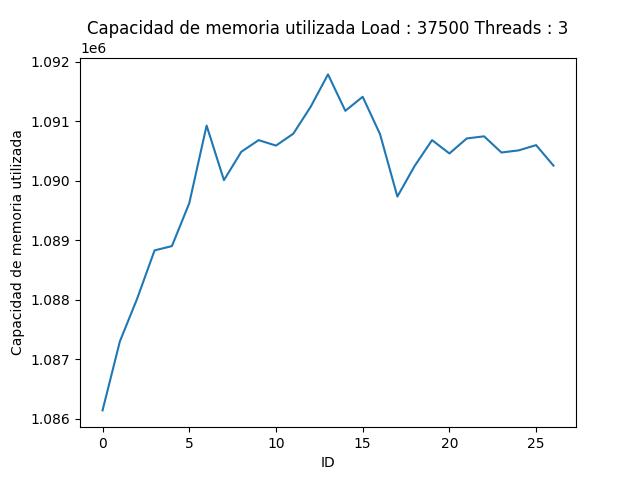 Capacidad de memoria utilizada Load : 37500 Threads : 3
1e6
1.092
1.091
1.090
1.089
1.088
1.087
1.086
Capacidad de memoria utilizada
0 5 10 15 20 25
ID